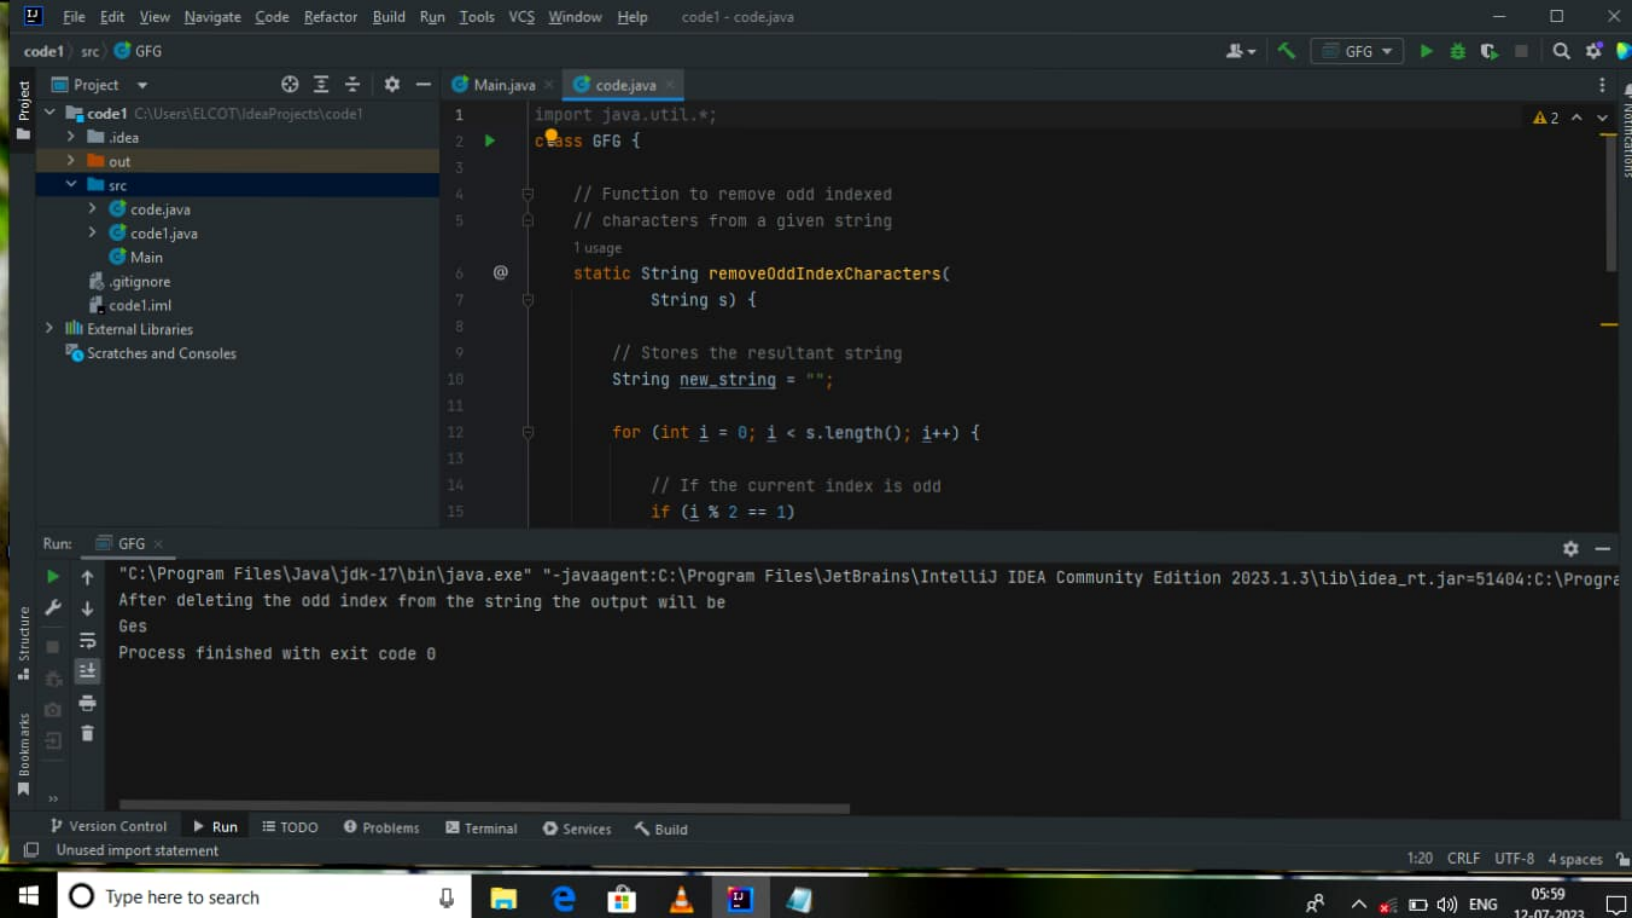 File Edit View Navigate Code Refactor Build Run Tools VCS Window Help code1 - code.java
code1 src GFG
GFG
Project
Main.java
code.java
Project
code1 C:\Users\ELCOT\IdeaProjects\code1
.idea
out
src
code.java
code1.java
Main
.gitignore
code1.iml
External Libraries
Scratches and Consoles
2
Notifications
1 import java.util.*;
2 class GFG {
3
4 // Function to remove odd indexed
5 // characters from a given string
1 usage
6 @ static String removeOddIndexCharacters(
7 String s) {
8
9 // Stores the resultant string
10 String new_string = "";
11
12 for (int i = 0; i < s.length(); i++) {
13
14 // If the current index is odd
15 if (i % 2 == 1)
Run: GFG
"C:\Program Files\Java\jdk-17\bin\java.exe" "-javaagent:C:\Program Files\JetBrains\IntelliJ IDEA Community Edition 2023.1.3\lib\idea_rt.jar=51404:C:\Progra
After deleting the odd index from the string the output will be
Ges
Process finished with exit code 0
Structure
Bookmarks
Version Control Run TODO Problems Terminal Services Build
Unused import statement
1:20 CRLF UTF-8 4 spaces
Type here to search
ENG
05:59
12-07-2023